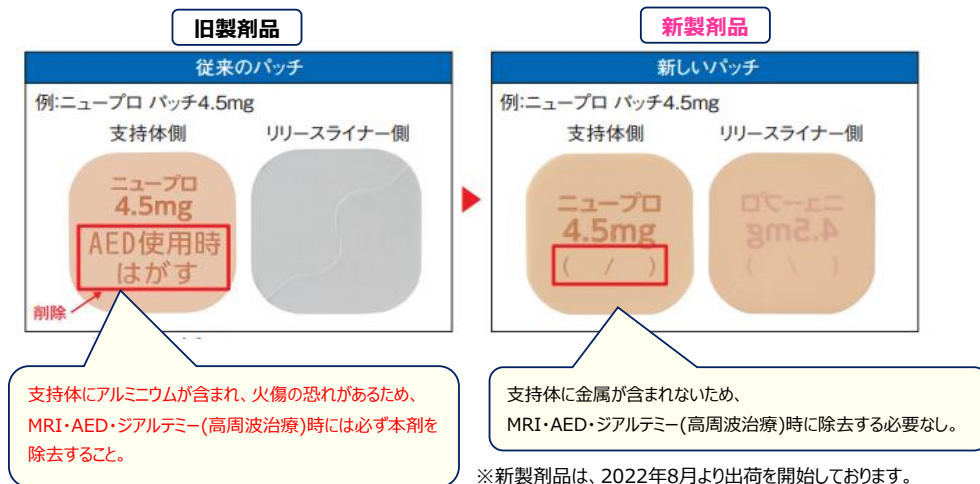 旧製剤品
従来のパッチ
例:ニュープロ パッチ4.5mg
支持体側
リリースライナー側
ニュープロ
4.5mg
AED使用時
はがす
削除
支持体にアルミニウムが含まれ、火傷の恐れがあるため、
MRI・AED・ジアルテミー(高周波治療)時には必ず本剤を
除去すること。
新製剤品
新しいパッチ
例:ニュープロ パッチ4.5mg
支持体側
リリースライナー側
ニュープロ
4.5mg
( / )
ニュープロ
4.5mg
( / )
支持体に金属が含まれないため、
MRI・AED・ジアルテミー(高周波治療)時に除去する必要なし。
※新製剤品は、2022年8月より出荷を開始しております。